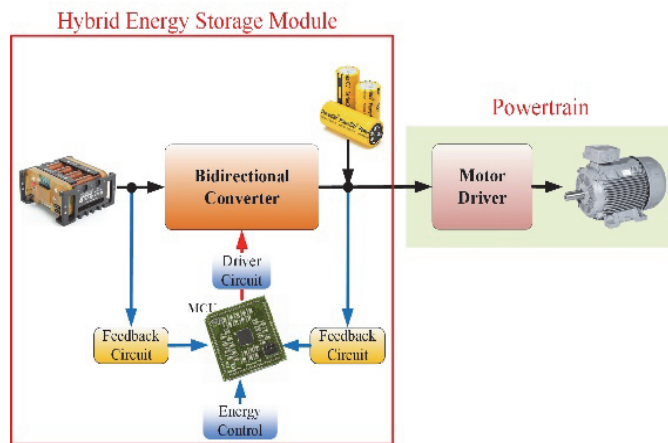 Hybrid Energy Storage Module
Powertrain
Bidirectional
Converter
Motor
Driver
Driver
Circuit
MCU
Feedback
Circuit
Feedback
Circuit
Energy
Control